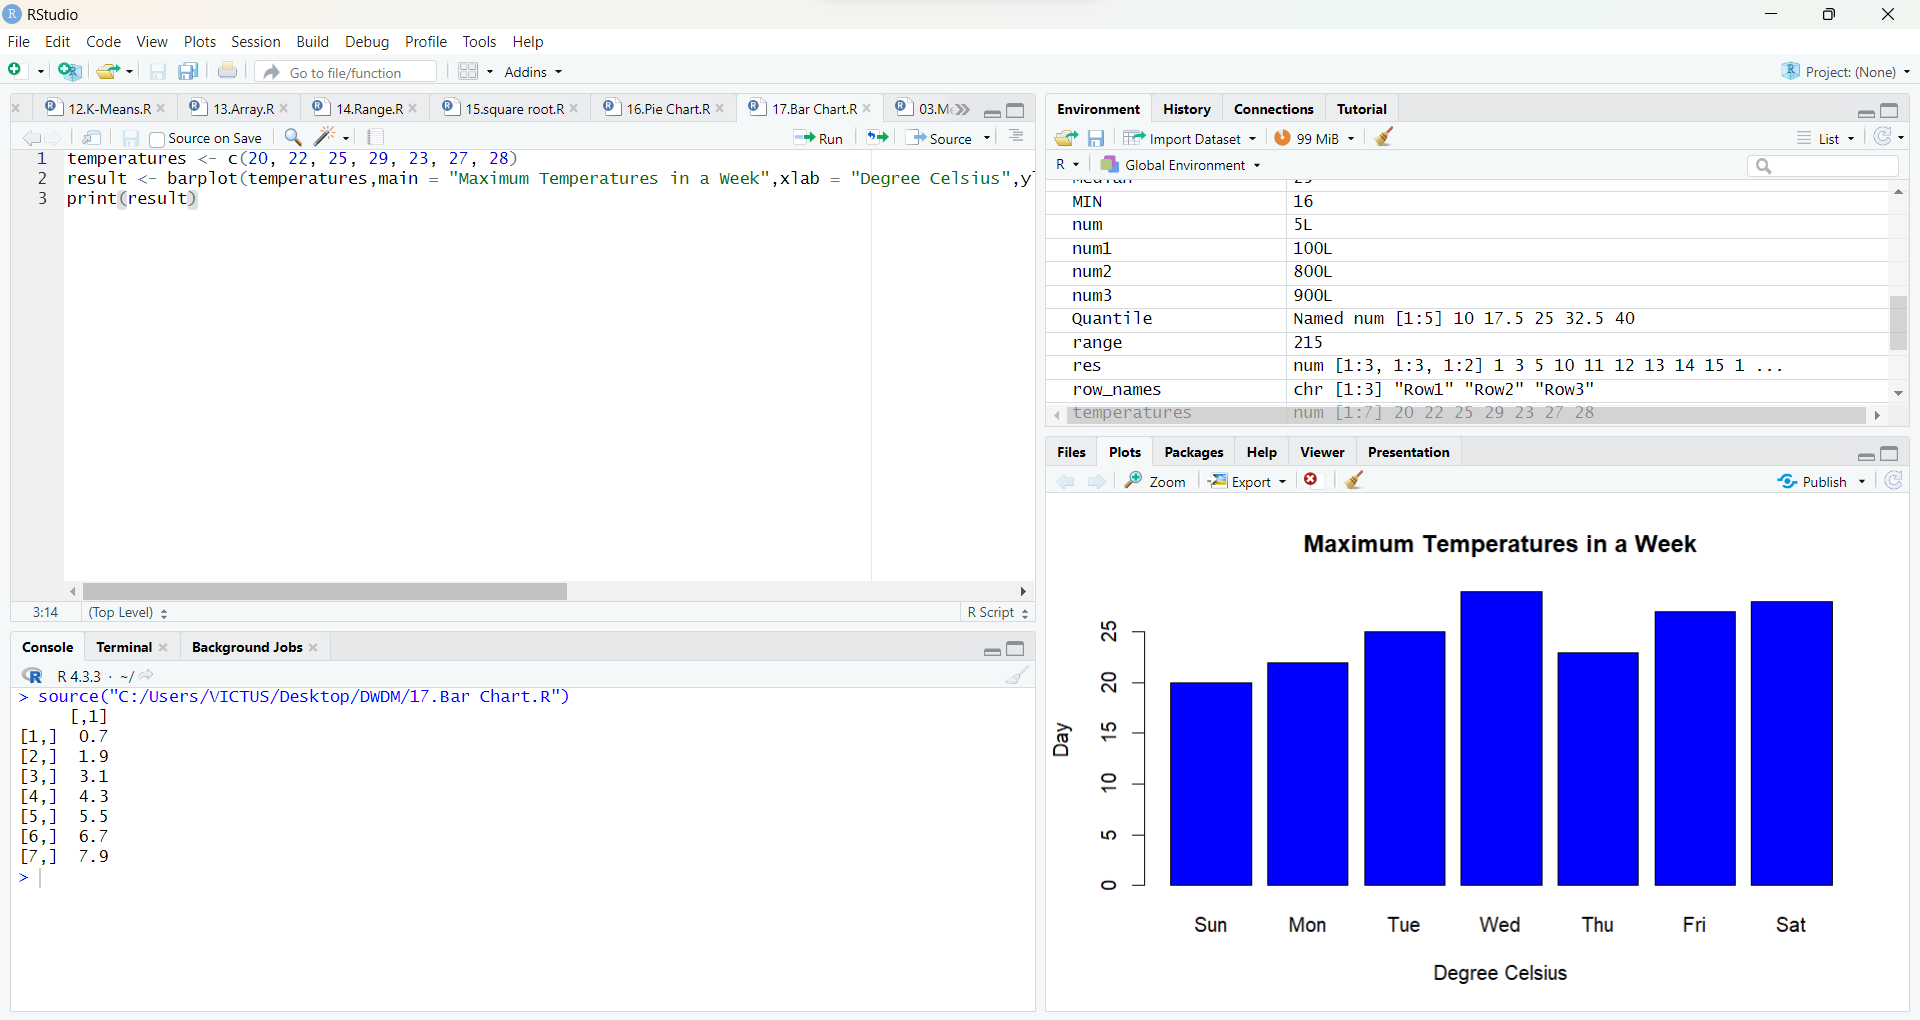 RStudio
File Edit Code View Plots Session Build Debug Profile Tools Help
Go to file/function Addins Project: (None)
12.K-Means.R 13.Array.R 14.Range.R 15.square root.R 16.Pie Chart.R 17.Bar Chart.R
Source on Save Run Source
1 temperatures <- c(20, 22, 25, 29, 23, 27, 28)
2 result <- barplot(temperatures,main = "Maximum Temperatures in a Week",xlab = "Degree Celsius",y
3 print(result)
3:14 (Top Level) R Script
Console Terminal Background Jobs
R 4.3.3 · ~/
> source("C:/Users/VICTUS/Desktop/DWDM/17.Bar Chart.R")
[,1]
[1,] 0.7
[2,] 1.9
[3,] 3.1
[4,] 4.3
[5,] 5.5
[6,] 6.7
[7,] 7.9
>
Environment History Connections Tutorial
Import Dataset 99 MiB List
R Global Environment
MIN 16
num 5L
num1 100L
num2 800L
num3 900L
Quantile Named num [1:5] 10 17.5 25 32.5 40
range 215
res num [1:3, 1:3, 1:2] 1 3 5 10 11 12 13 14 15 1 ...
row_names chr [1:3] "Row1" "Row2" "Row3"
temperatures num [1:7] 20 22 25 29 23 27 28
Files Plots Packages Help Viewer Presentation
Zoom Export Publish
Maximum Temperatures in a Week
Day
25
20
15
10
5
0
Sun Mon Tue Wed Thu Fri Sat
Degree Celsius